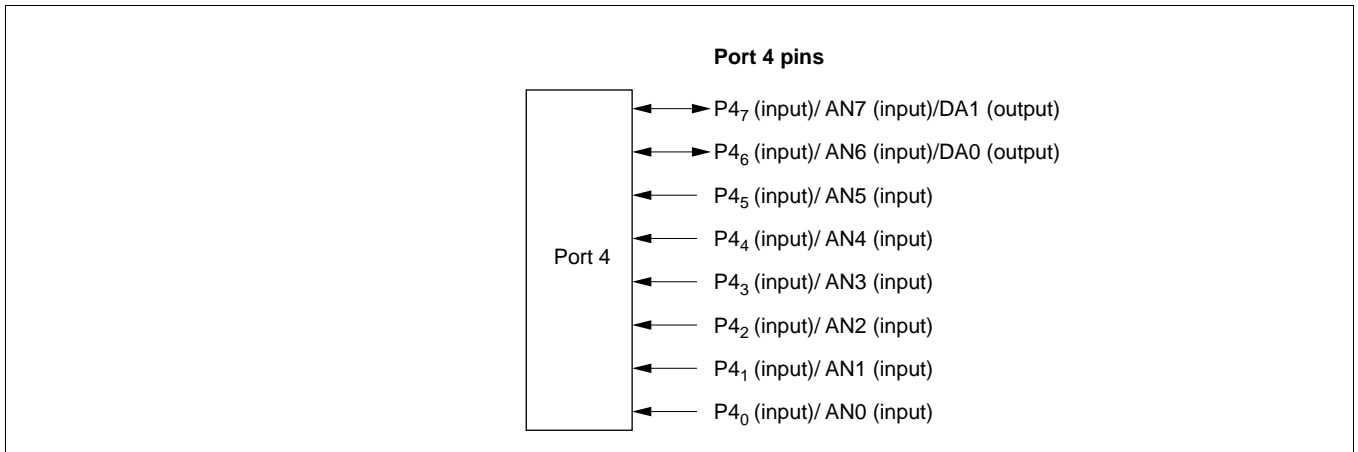 Port 4 pins
P4₇ (input)/ AN7 (input)/DA1 (output)
P4₆ (input)/ AN6 (input)/DA0 (output)
P4₅ (input)/ AN5 (input)
P4₄ (input)/ AN4 (input)
Port 4
P4₃ (input)/ AN3 (input)
P4₂ (input)/ AN2 (input)
P4₁ (input)/ AN1 (input)
P4₀ (input)/ AN0 (input)